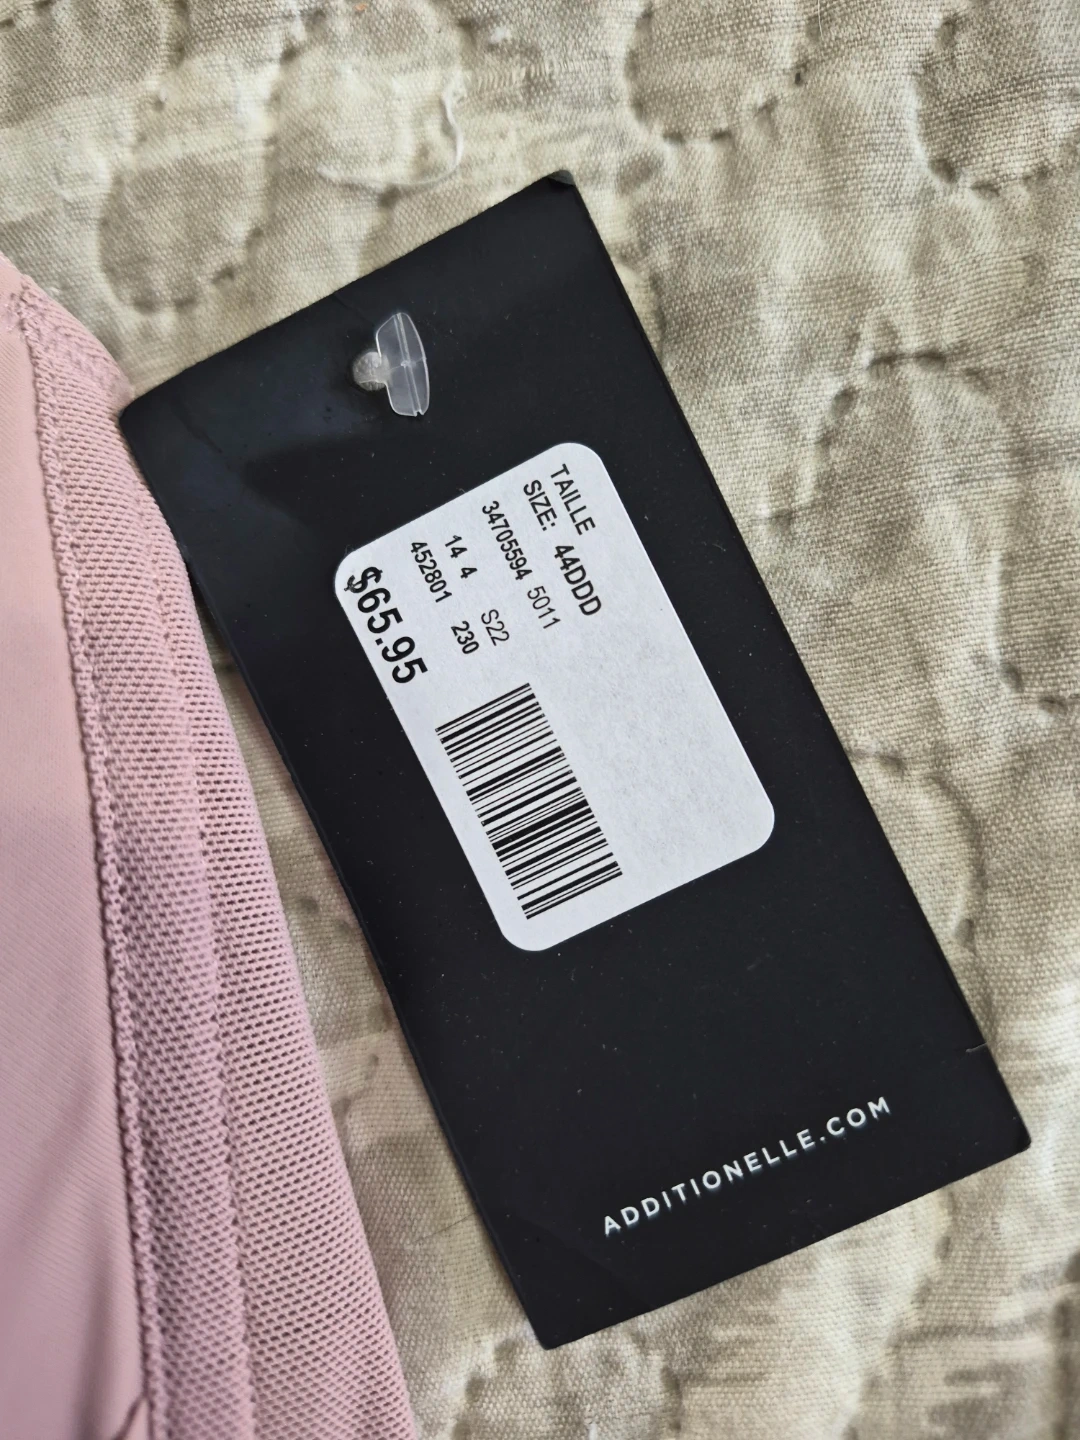 TAILLE
SIZE: 44DDD
34705594 5011
14 4 S22
452801 230
$65.95
ADDITIONELLE.COM